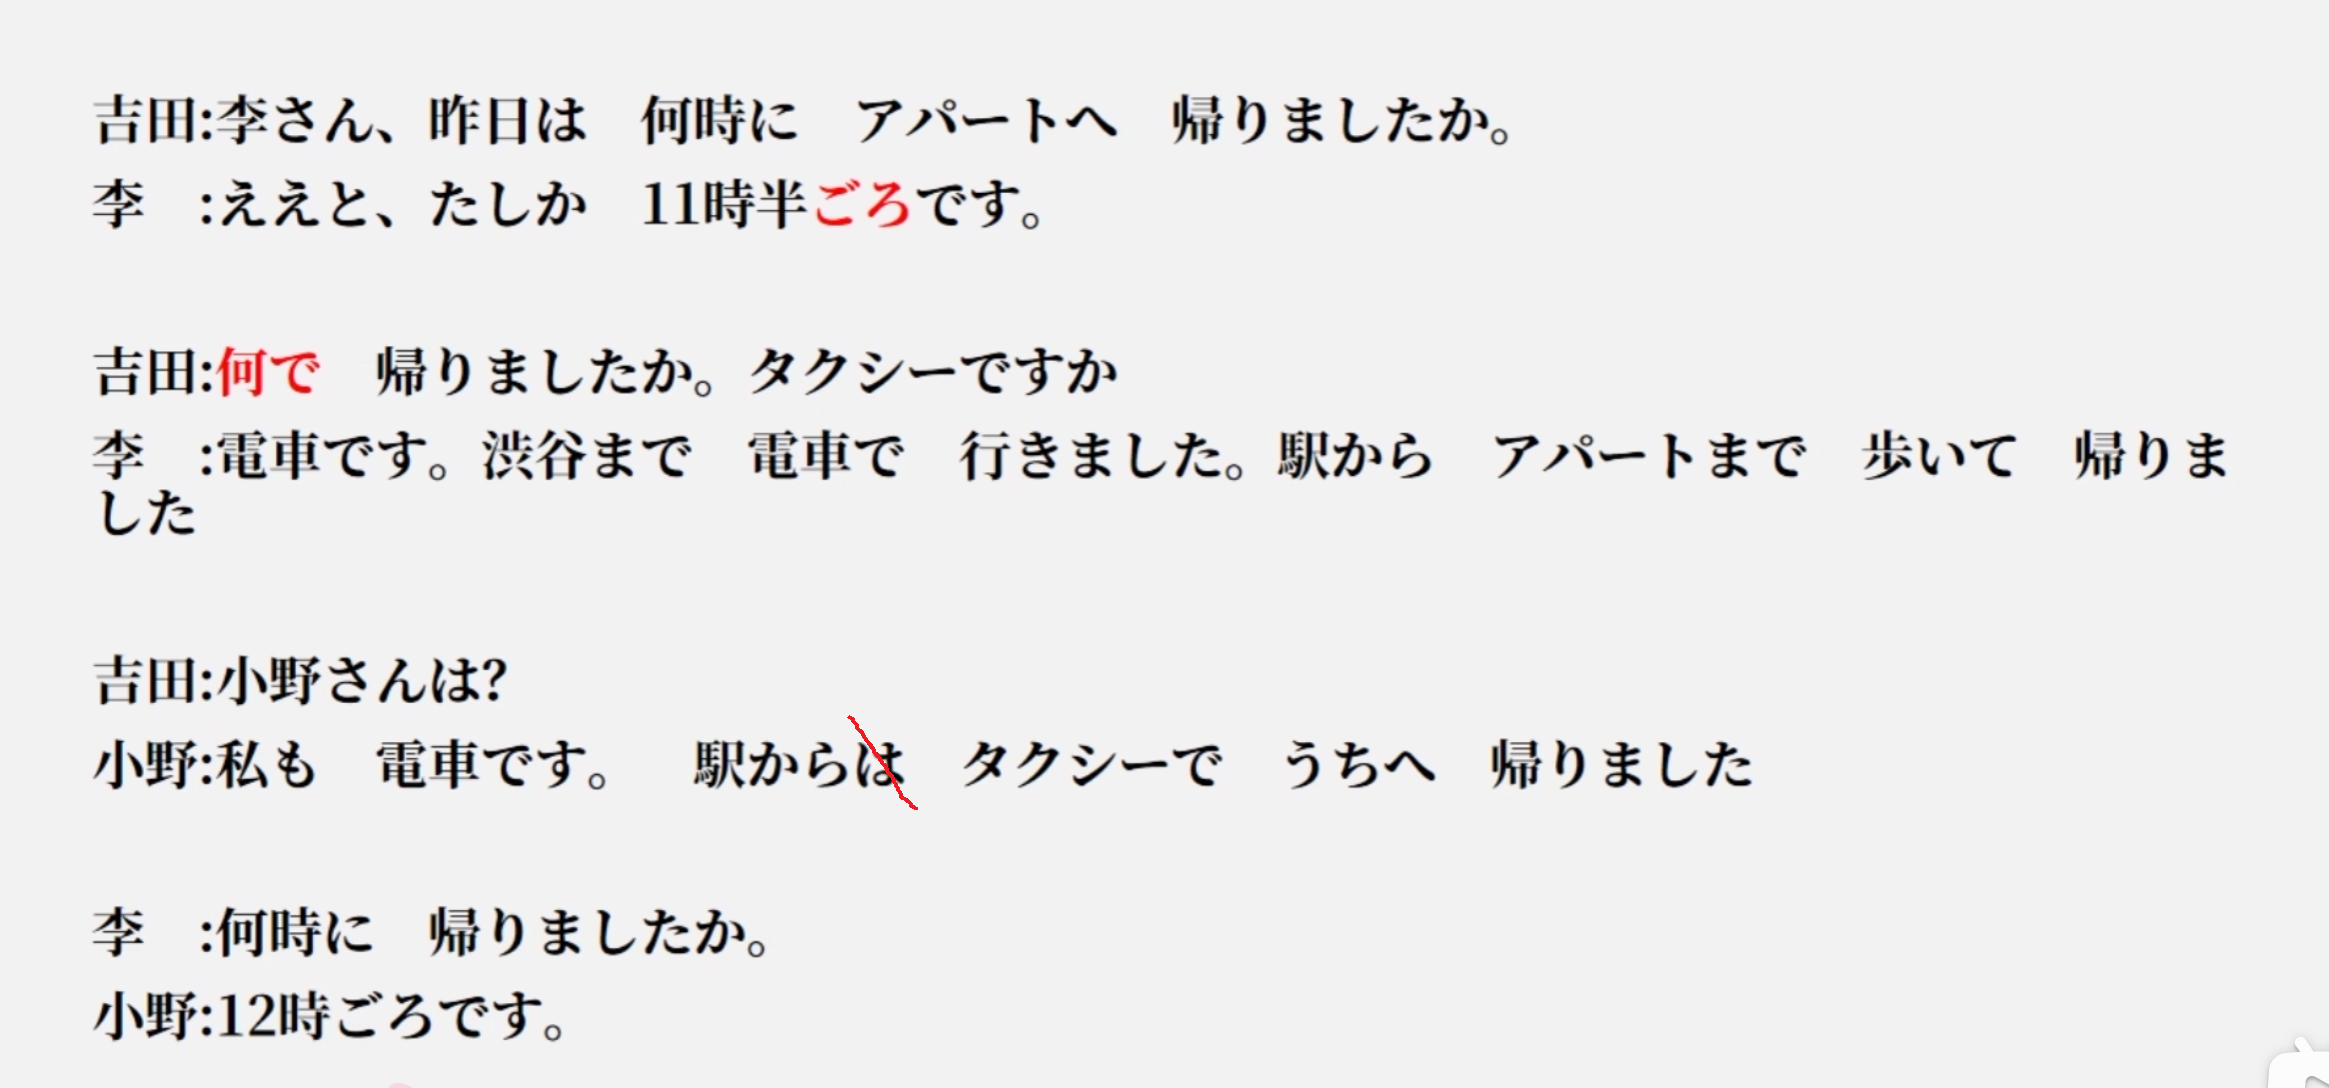 吉田:李さん、昨日は　何時に　アパートへ　帰りましたか。
李　:ええと、たしか　11時半ごろです。
吉田:何で　帰りましたか。タクシーですか
李　:電車です。渋谷まで　電車で　行きました。駅から　アパートまで　歩いて　帰りま
した
吉田:小野さんは?
小野:私も　電車です。　駅からは　タクシーで　うちへ　帰りました
李　:何時に　帰りましたか。
小野:12時ごろです。